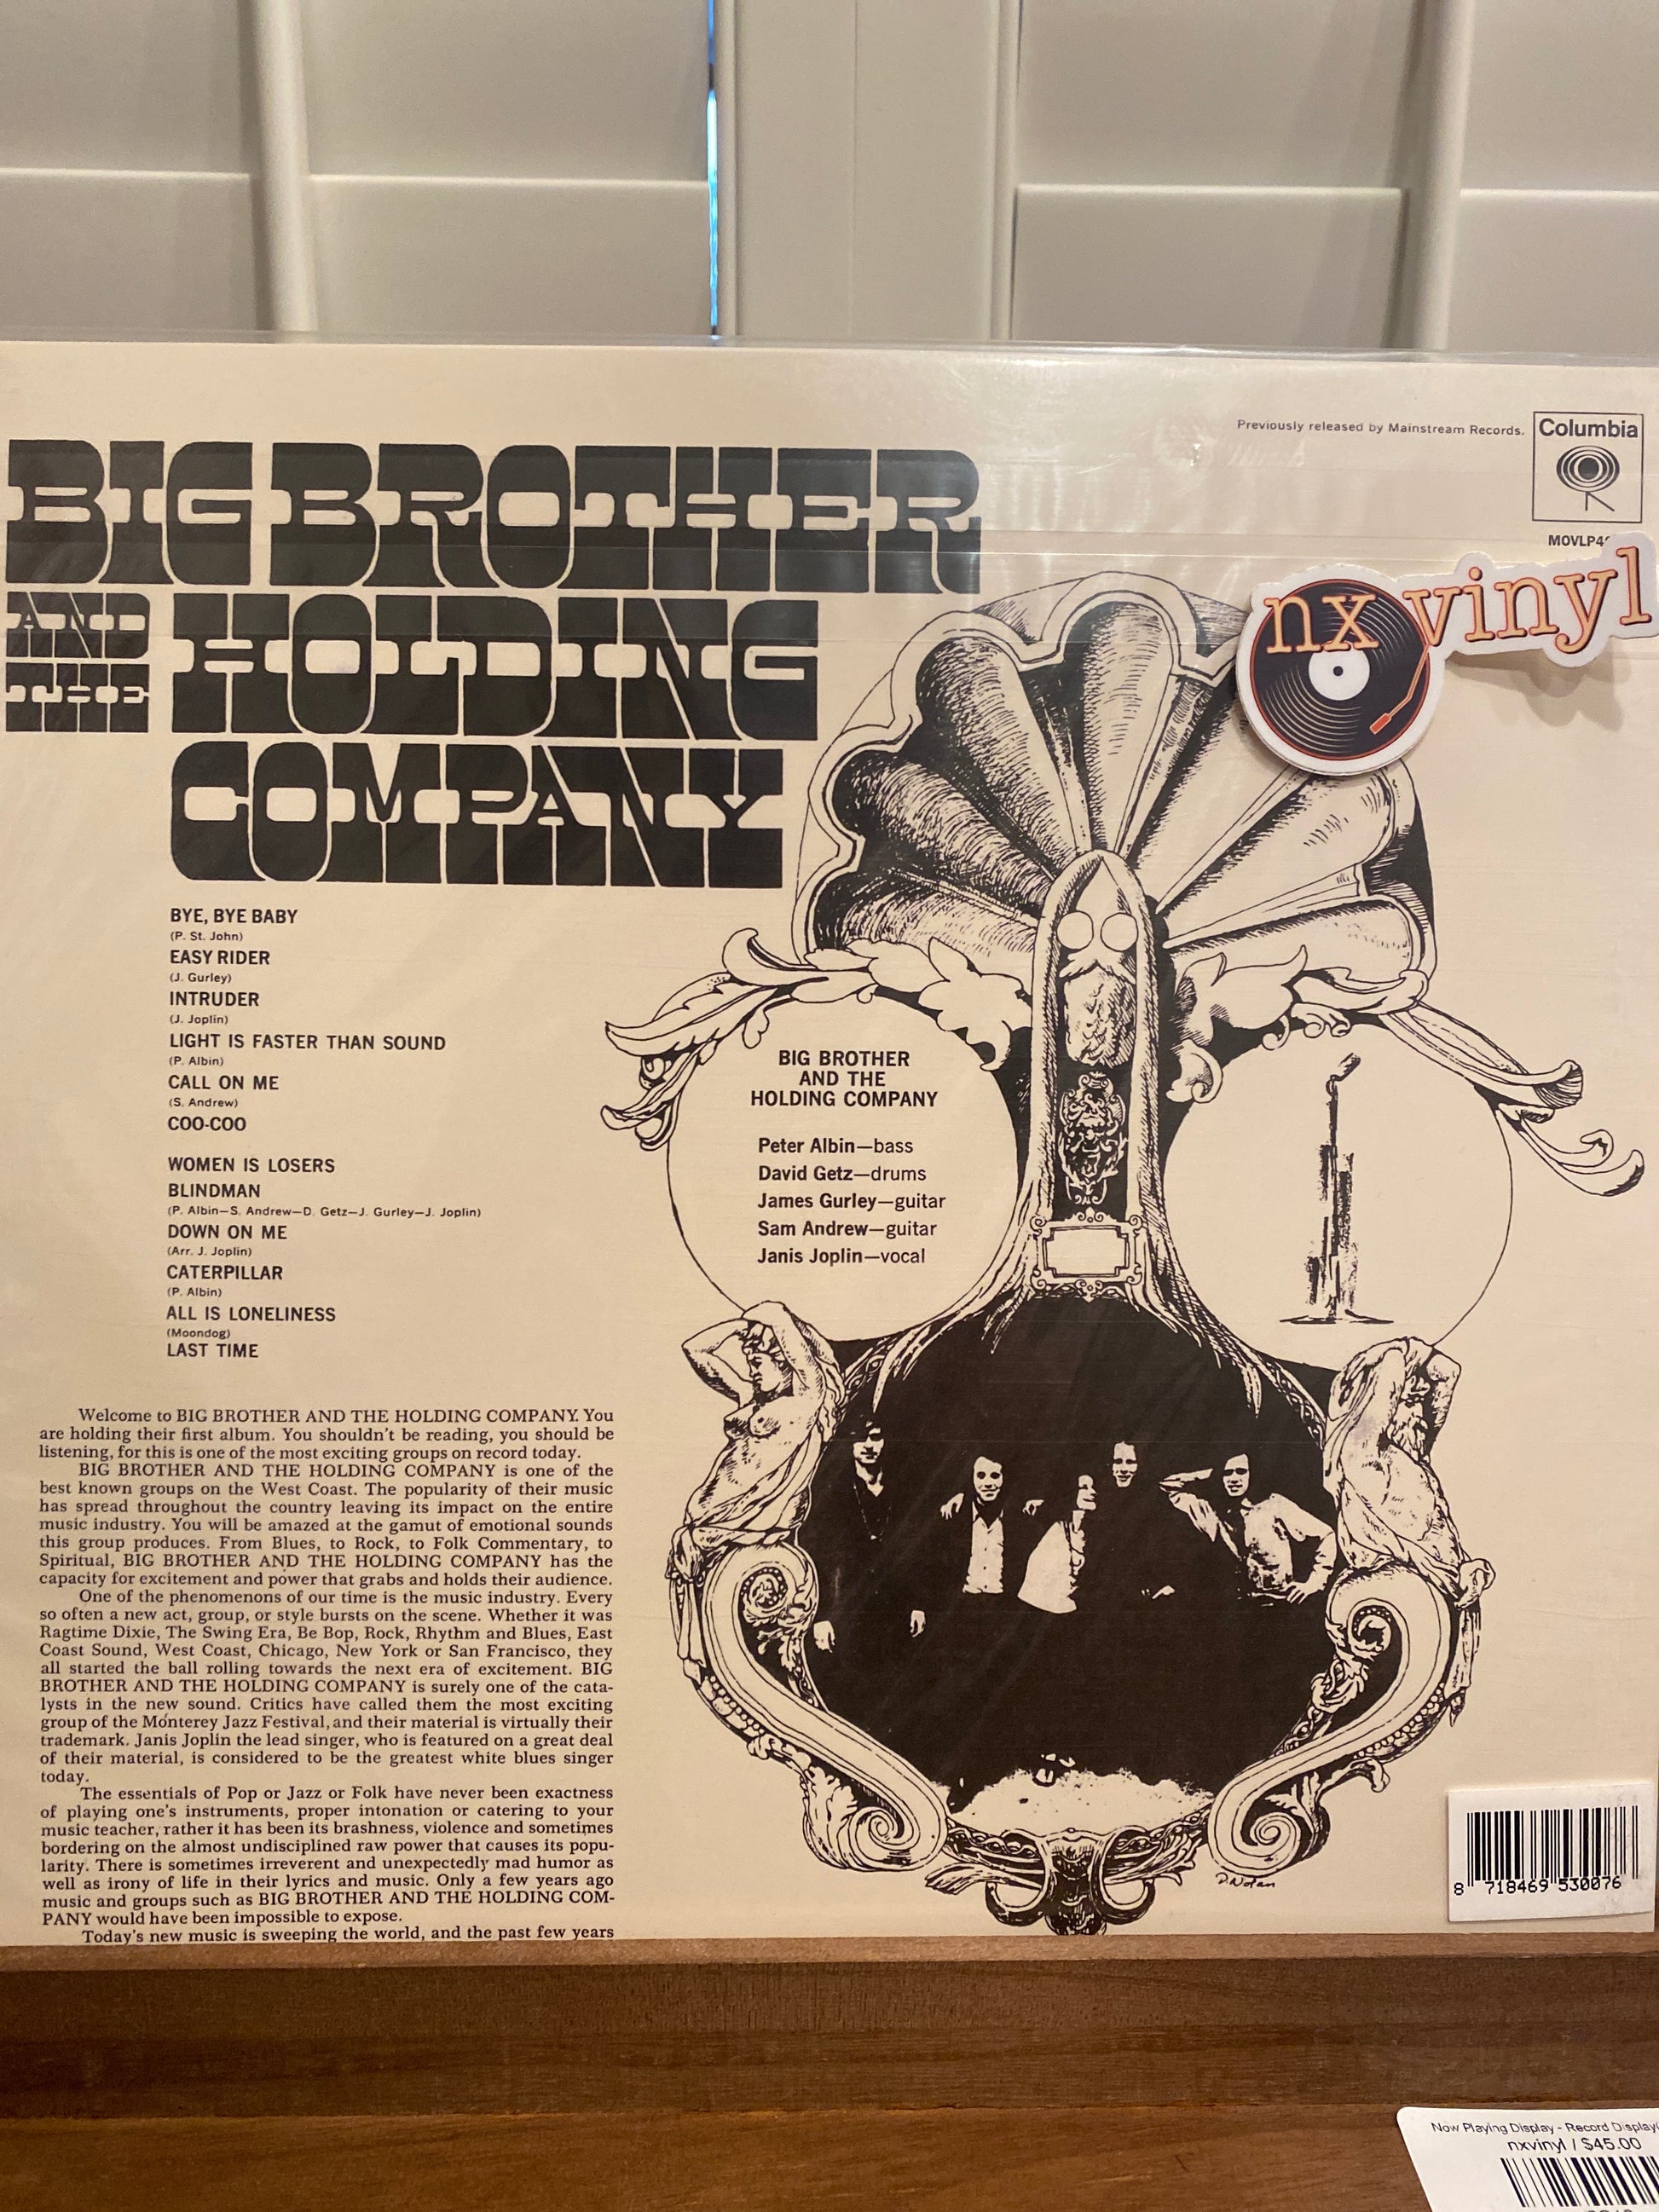 Previously released by Mainstream Records.
Columbia
BIG BROTHER
AND THE HOLDING
COMPANY
nx vinyl
BYE, BYE BABY
(P. St. John)
EASY RIDER
(J. Gurley)
INTRUDER
(J. Joplin)
LIGHT IS FASTER THAN SOUND
(P. Albin)
CALL ON ME
(S. Andrew)
COO-COO
WOMEN IS LOSERS
BLINDMAN
(P. Albin—S. Andrew—D. Getz—J. Gurley—J. Joplin)
DOWN ON ME
(Arr. J. Joplin)
CATERPILLAR
(P. Albin)
ALL IS LONELINESS
(Moondog)
LAST TIME
BIG BROTHER
AND THE
HOLDING COMPANY
Peter Albin—bass
David Getz—drums
James Gurley—guitar
Sam Andrew—guitar
Janis Joplin—vocal
Welcome to BIG BROTHER AND THE HOLDING COMPANY. You
are holding their first album. You shouldn't be reading, you should be
listening, for this is one of the most exciting groups on record today.
BIG BROTHER AND THE HOLDING COMPANY is one of the
best known groups on the West Coast. The popularity of their music
has spread throughout the country leaving its impact on the entire
music industry. You will be amazed at the gamut of emotional sounds
this group produces. From Blues, to Rock, to Folk Commentary, to
Spiritual, BIG BROTHER AND THE HOLDING COMPANY has the
capacity for excitement and power that grabs and holds their audience.
One of the phenomenons of our time is the music industry. Every
so often a new act, group, or style bursts on the scene. Whether it was
Ragtime Dixie, The Swing Era, Be Bop, Rock, Rhythm and Blues, East
Coast Sound, West Coast, Chicago, New York or San Francisco, they
all started the ball rolling towards the next era of excitement. BIG
BROTHER AND THE HOLDING COMPANY is surely one of the cata-
lysts in the new sound. Critics have called them the most exciting
group of the Monterey Jazz Festival, and their material is virtually their
trademark. Janis Joplin the lead singer, who is featured on a great deal
of their material, is considered to be the greatest white blues singer
today.
The essentials of Pop or Jazz or Folk have never been exactness
of playing one's instruments, proper intonation or catering to your
music teacher, rather it has been its brashness, violence and sometimes
bordering on the almost undisciplined raw power that causes its popu-
larity. There is sometimes irreverent and unexpectedly mad humor as
well as irony of life in their lyrics and music. Only a few years ago
music and groups such as BIG BROTHER AND THE HOLDING COM-
PANY would have been impossible to expose.
Today's new music is sweeping the world, and the past few years
D. Nolan
8 718469 530076
Now Playing Display - Record Display
nxvinyl / $45.00